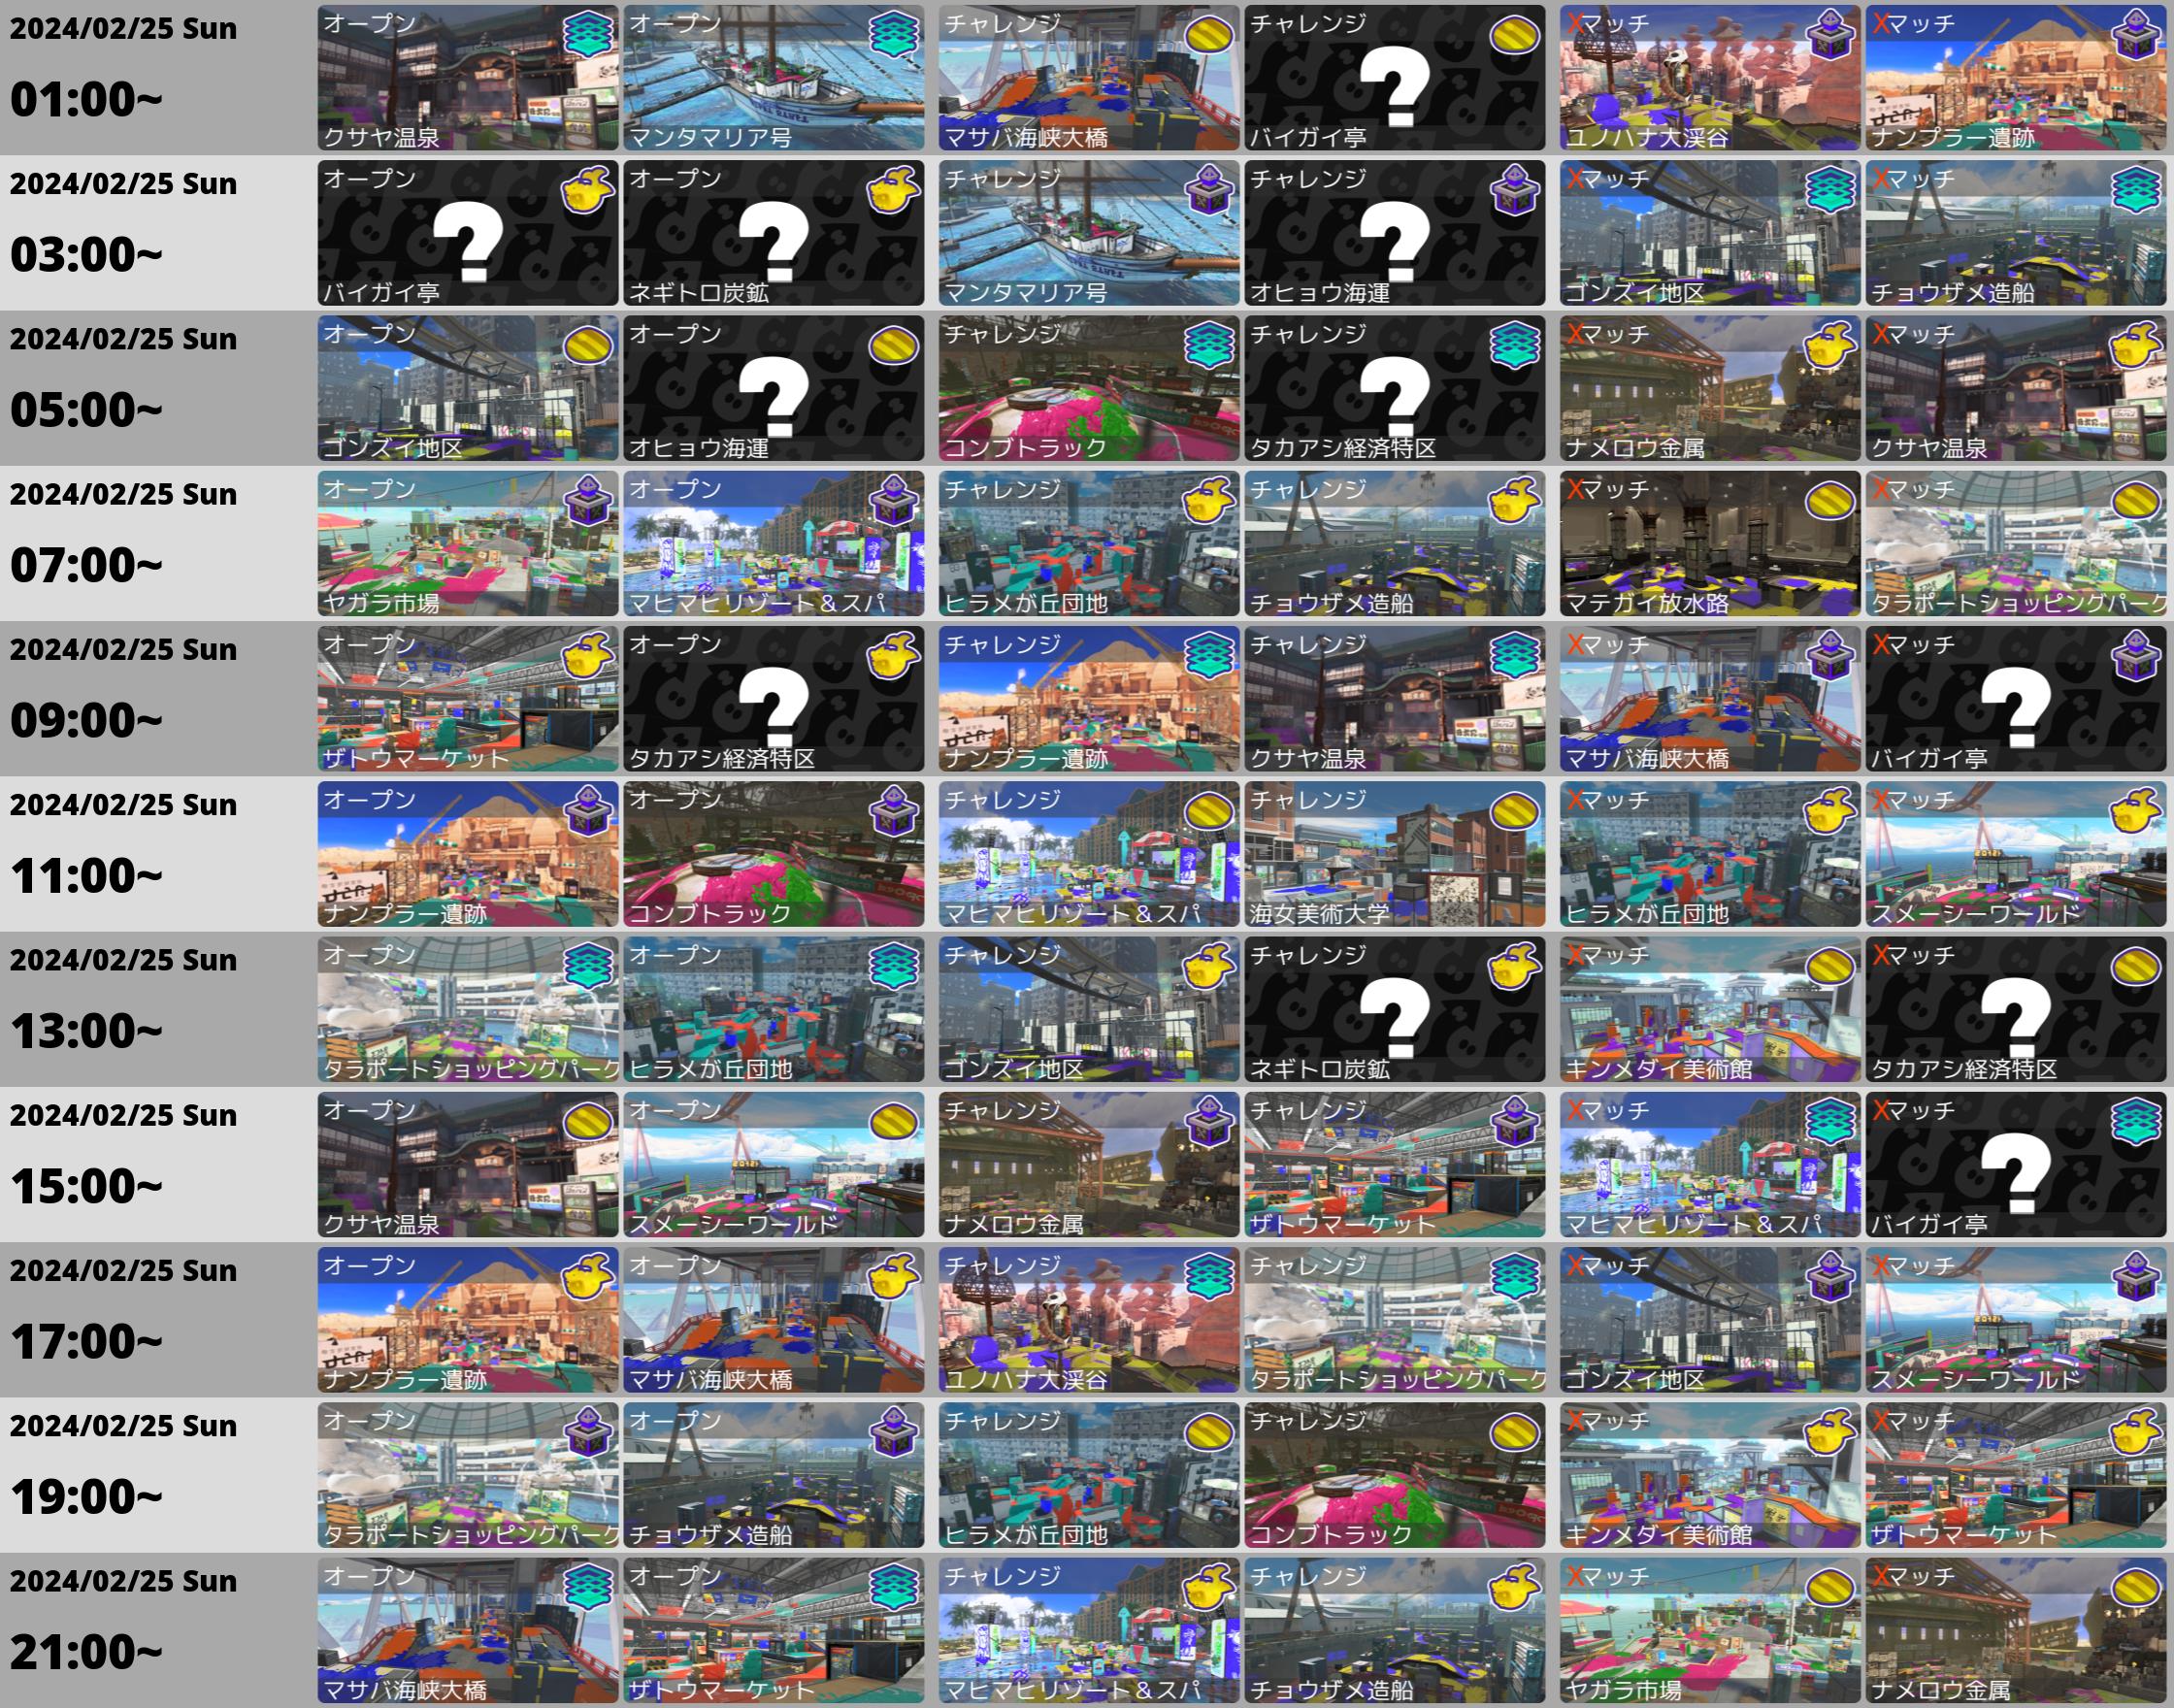 2024/02/25 Sun
01:00~
オープン
クサヤ温泉
オープン
マンタマリア号
チャレンジ
マサバ海峡大橋
チャレンジ
?
バイガイ亭
Xマッチ
ユノハナ大渓谷
Xマッチ
ナンプラー遺跡
2024/02/25 Sun
03:00~
オープン
?
バイガイ亭
オープン
?
ネギトロ炭鉱
チャレンジ
マンタマリア号
チャレンジ
?
オヒョウ海運
Xマッチ
ゴンズイ地区
Xマッチ
チョウザメ造船
2024/02/25 Sun
05:00~
オープン
ゴンズイ地区
オープン
?
オヒョウ海運
チャレンジ
コンブトラック
チャレンジ
?
タカアシ経済特区
Xマッチ
ナメロウ金属
Xマッチ
クサヤ温泉
2024/02/25 Sun
07:00~
オープン
ヤガラ市場
オープン
マヒマヒリゾート＆スパ
チャレンジ
ヒラメが丘団地
チャレンジ
チョウザメ造船
Xマッチ
マテガイ放水路
Xマッチ
タラポートショッピングパーク
2024/02/25 Sun
09:00~
オープン
ザトウマーケット
オープン
?
タカアシ経済特区
チャレンジ
ナンプラー遺跡
チャレンジ
クサヤ温泉
Xマッチ
マサバ海峡大橋
Xマッチ
?
バイガイ亭
2024/02/25 Sun
11:00~
オープン
ナンプラー遺跡
オープン
コンブトラック
チャレンジ
マヒマヒリゾート＆スパ
チャレンジ
海女美術大学
Xマッチ
ヒラメが丘団地
Xマッチ
スメーシーワールド
2024/02/25 Sun
13:00~
オープン
タラポートショッピングパーク
オープン
ヒラメが丘団地
チャレンジ
ゴンズイ地区
チャレンジ
?
ネギトロ炭鉱
Xマッチ
キンメダイ美術館
Xマッチ
?
タカアシ経済特区
2024/02/25 Sun
15:00~
オープン
クサヤ温泉
オープン
スメーシーワールド
チャレンジ
ナメロウ金属
チャレンジ
ザトウマーケット
Xマッチ
マヒマヒリゾート＆スパ
Xマッチ
?
バイガイ亭
2024/02/25 Sun
17:00~
オープン
ナンプラー遺跡
オープン
マサバ海峡大橋
チャレンジ
ユノハナ大渓谷
チャレンジ
タラポートショッピングパーク
Xマッチ
ゴンズイ地区
Xマッチ
スメーシーワールド
2024/02/25 Sun
19:00~
オープン
タラポートショッピングパーク
オープン
チョウザメ造船
チャレンジ
ヒラメが丘団地
チャレンジ
コンブトラック
Xマッチ
キンメダイ美術館
Xマッチ
ザトウマーケット
2024/02/25 Sun
21:00~
オープン
マサバ海峡大橋
オープン
ザトウマーケット
チャレンジ
マヒマヒリゾート＆スパ
チャレンジ
チョウザメ造船
Xマッチ
ヤガラ市場
Xマッチ
ナメロウ金属